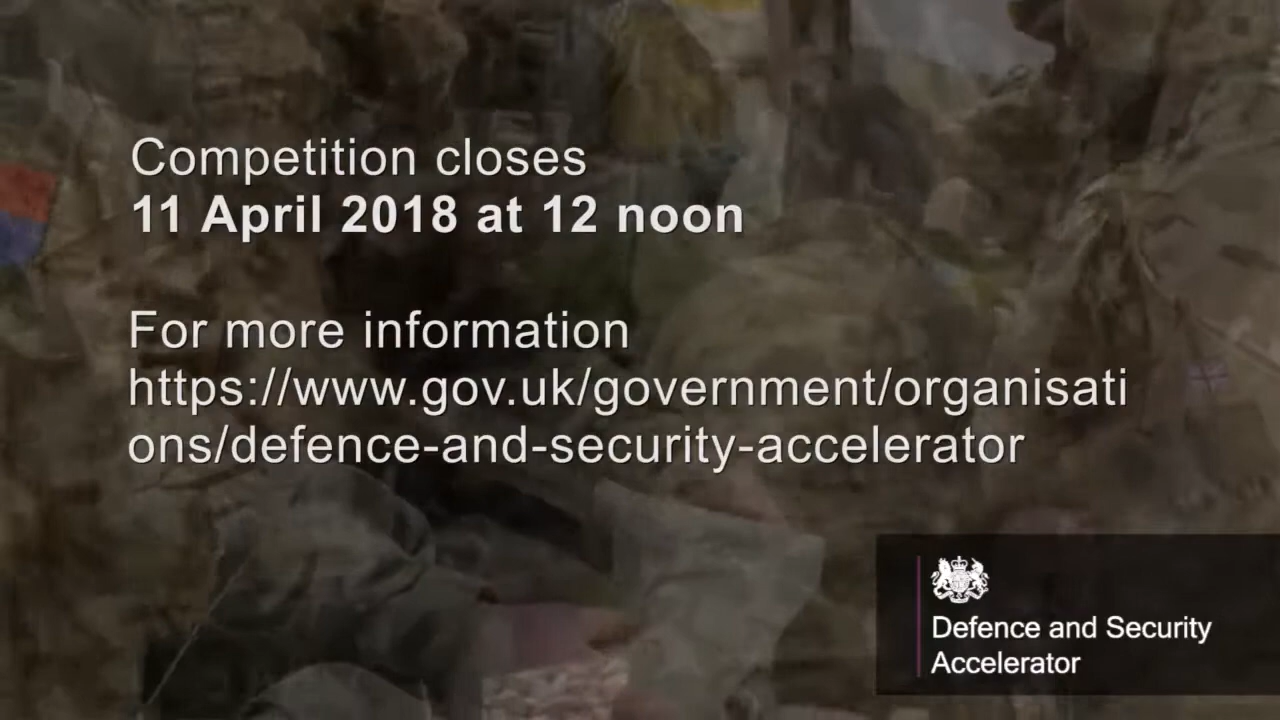 Competition closes
11 April 2018 at 12 noon
For more information
https://www.gov.uk/government/organisati
ons/defence-and-security-accelerator
Defence and Security
Accelerator